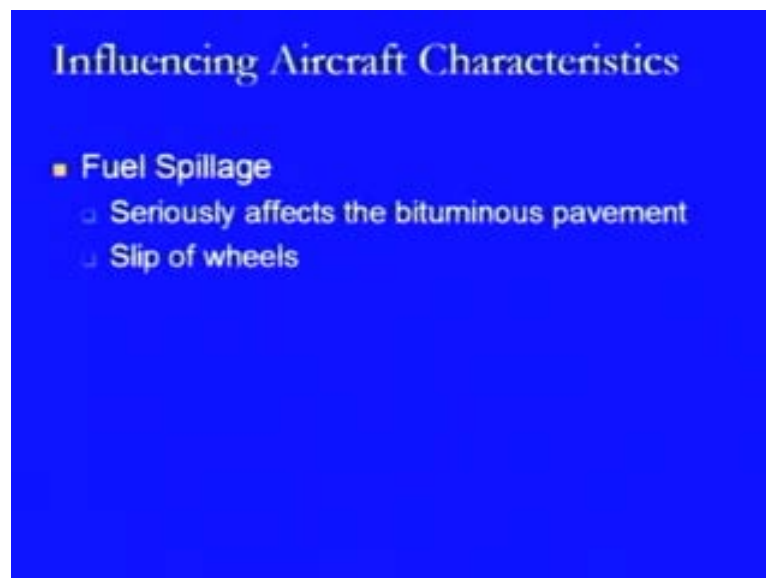 Influencing Aircraft Characteristics
Fuel Spillage
Seriously affects the bituminous pavement
Slip of wheels